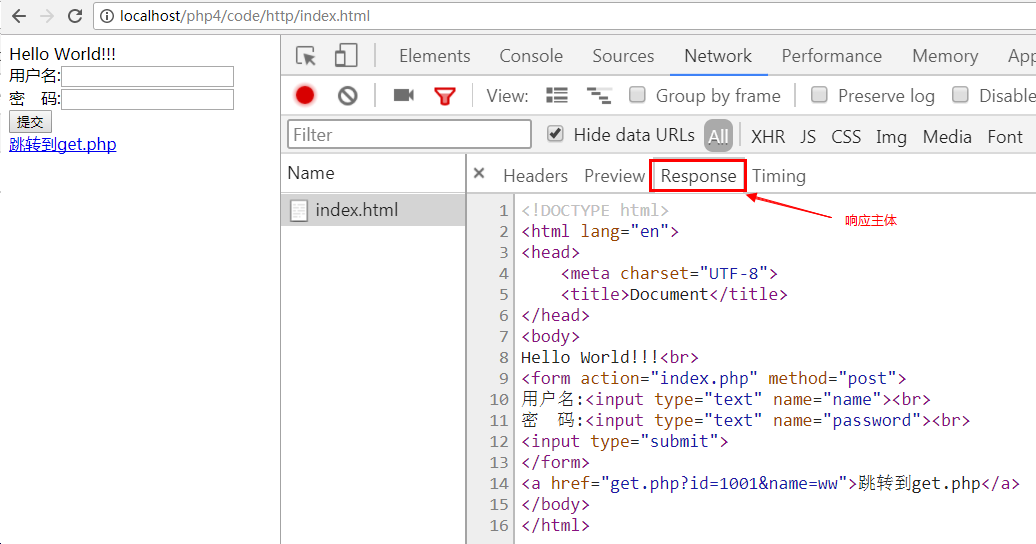 localhost/php4/code/http/index.html
Hello World!!!
用户名:
密    码:
提交
跳转到get.php
Elements Console Sources Network Performance Memory App
View: Group by frame Preserve log Disable
Filter Hide data URLs All XHR JS CSS Img Media Font
Name
index.html
× Headers Preview Response Timing
响应主体
1 <!DOCTYPE html>
2 <html lang="en">
3 <head>
4     <meta charset="UTF-8">
5     <title>Document</title>
6 </head>
7 <body>
8 Hello World!!!<br>
9 <form action="index.php" method="post">
10 用户名:<input type="text" name="name"><br>
11 密  码:<input type="text" name="password"><br>
12 <input type="submit">
13 </form>
14 <a href="get.php?id=1001&name=ww">跳转到get.php</a>
15 </body>
16 </html>